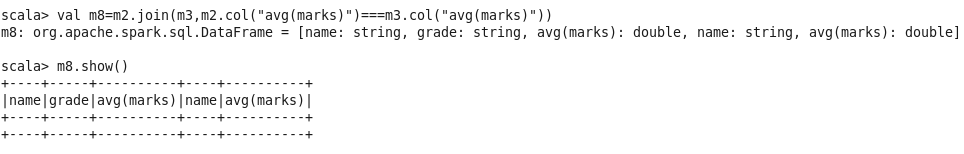 scala> val m8=m2.join(m3,m2.col("avg(marks)")===m3.col("avg(marks)"))
m8: org.apache.spark.sql.DataFrame = [name: string, grade: string, avg(marks): double, name: string, avg(marks): double]
scala> m8.show()
+----+-----+----------+----+----------+
|name|grade|avg(marks)|name|avg(marks)|
+----+-----+----------+----+----------+
+----+-----+----------+----+----------+